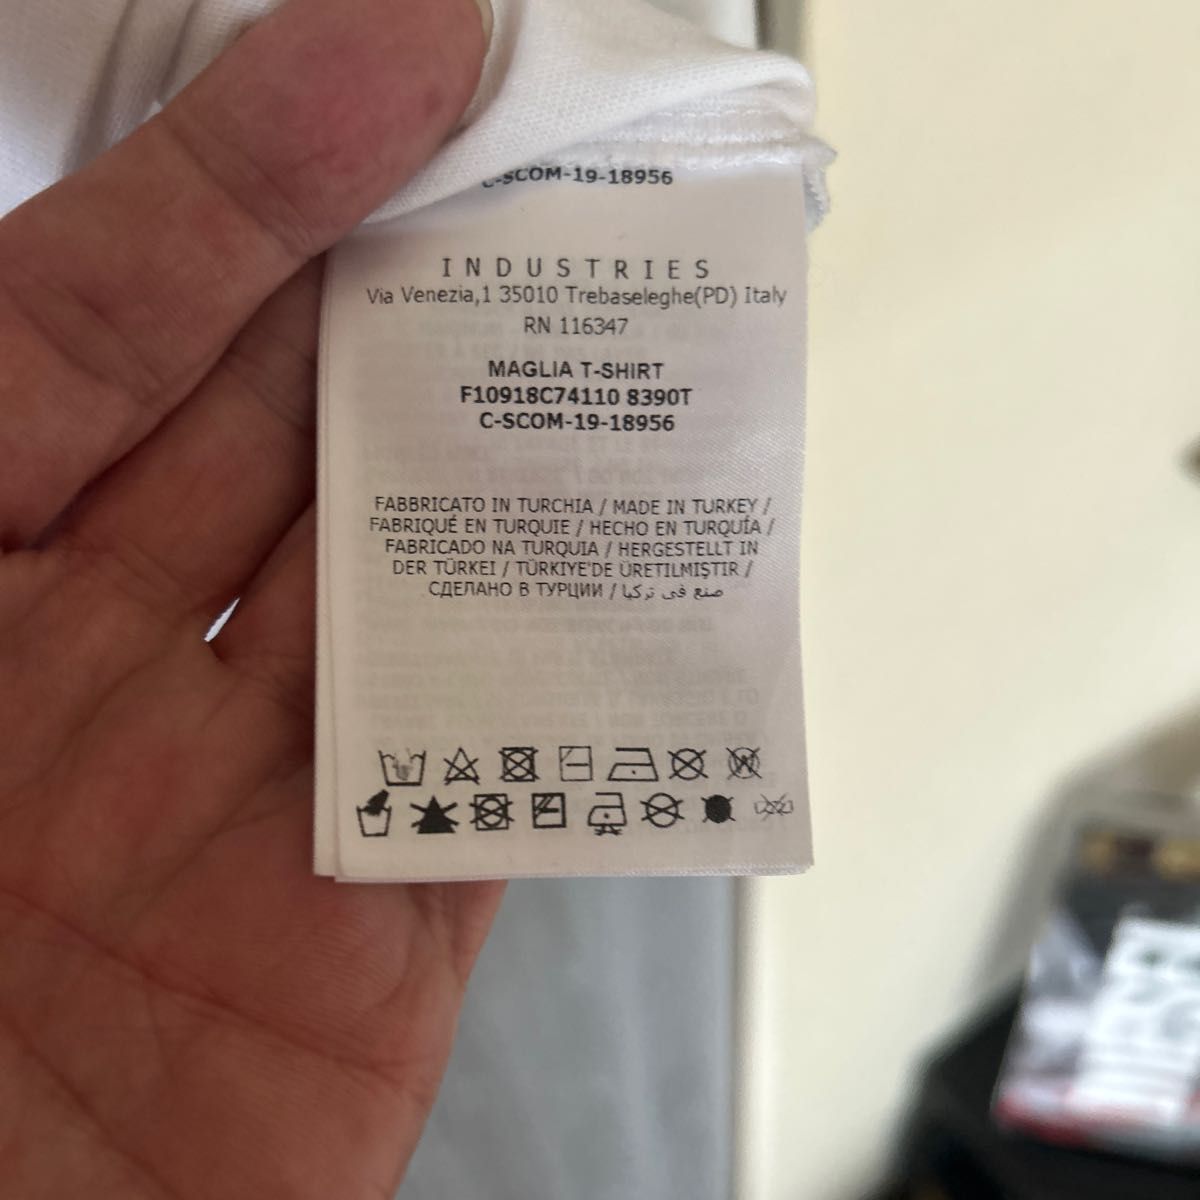 C-SCOM-19-18956
INDUSTRIES
Via Venezia,1 35010 Trebaseleghe(PD) Italy
RN 116347
MAGLIA T-SHIRT
F10918C74110 8390T
C-SCOM-19-18956
FABBRICATO IN TURCHIA / MADE IN TURKEY /
FABRIQUÉ EN TURQUIE / HECHO EN TURQUÍA /
FABRICADO NA TURQUIA / HERGESTELLT IN
DER TÜRKEI / TÜRKİYE'DE ÜRETILMIŞTIR /
СДЕЛАНО В ТУРЦИИ / صنع في تركيا